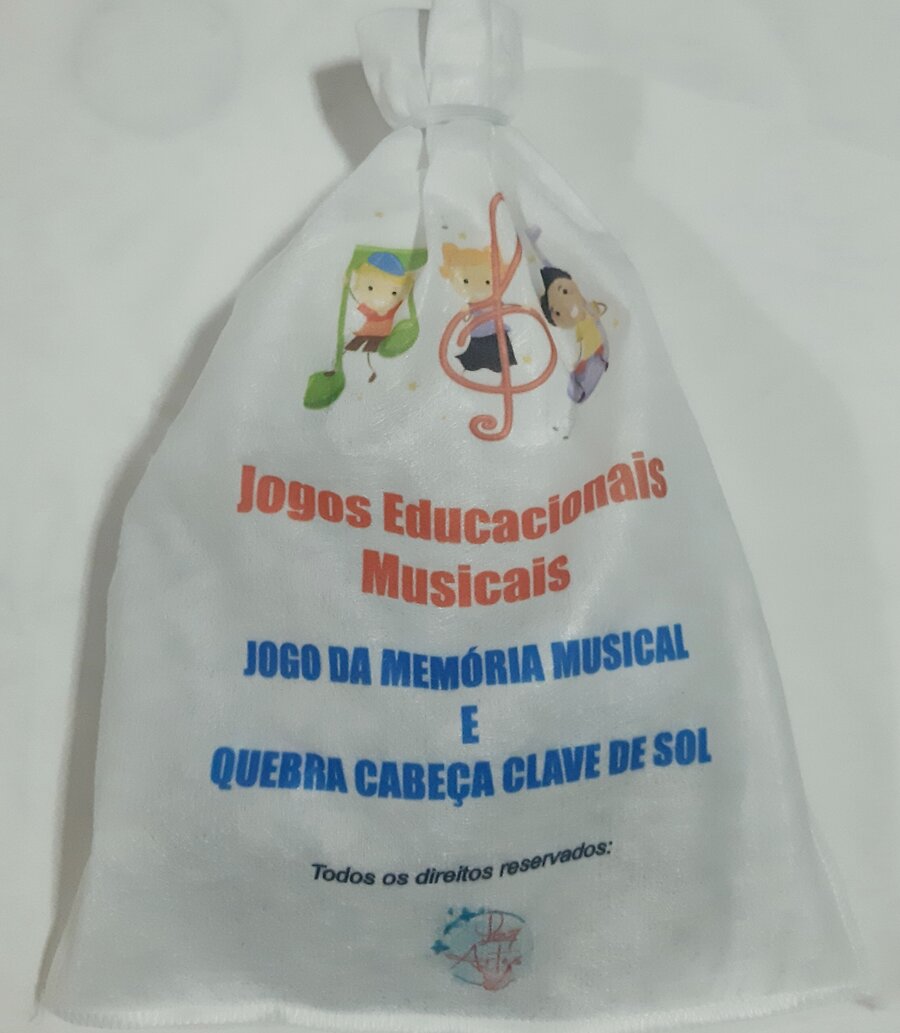 Jogos Educacionais
Musicais
JOGO DA MEMÓRIA MUSICAL
E
QUEBRA CABEÇA CLAVE DE SOL
Todos os direitos reservados: